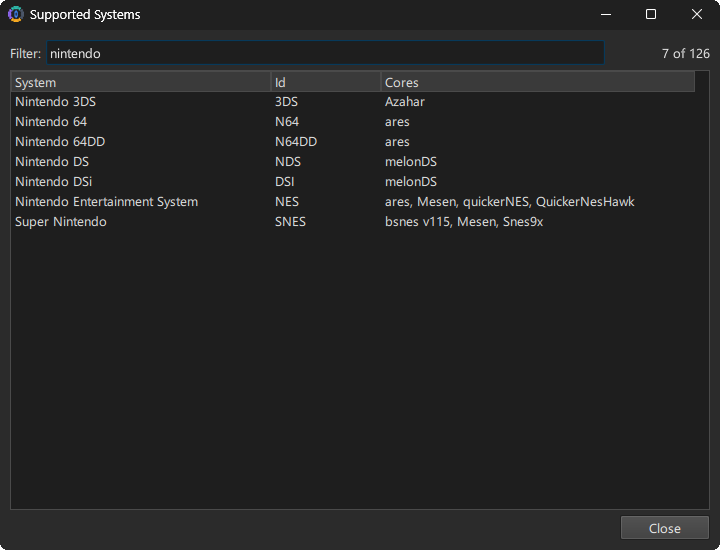 Supported Systems
Filter: nintendo 7 of 126
System Id Cores
Nintendo 3DS 3DS Azahar
Nintendo 64 N64 ares
Nintendo 64DD N64DD ares
Nintendo DS NDS melonDS
Nintendo DSi DSI melonDS
Nintendo Entertainment System NES ares, Mesen, quickerNES, QuickerNesHawk
Super Nintendo SNES bsnes v115, Mesen, Snes9x
Close